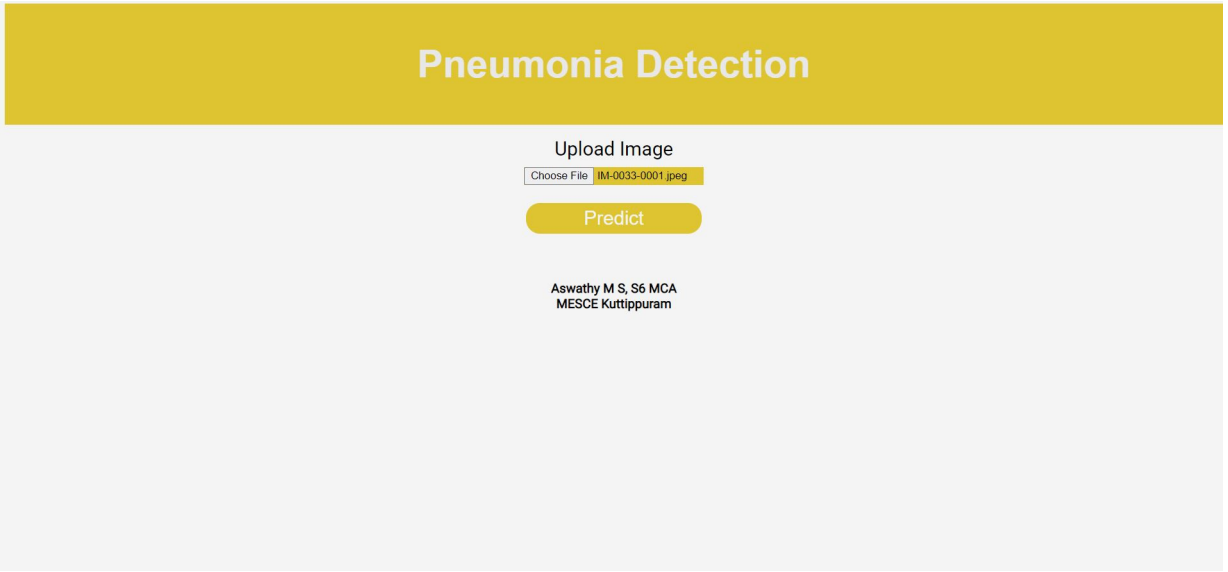 Pneumonia Detection
Upload Image
Choose File IM-0033-0001.jpeg
Predict
Aswathy M S, S6 MCA
MESCE Kuttippuram